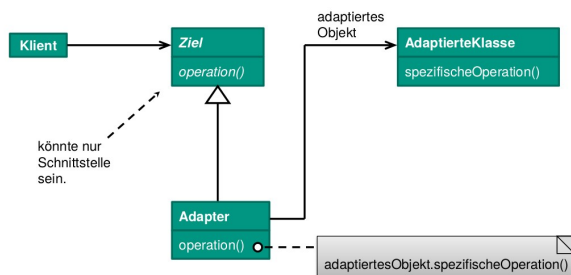 Klient
Ziel
operation()
adaptiertes
Objekt
AdaptierteKlasse
spezifischeOperation()
könnte nur
Schnittstelle
sein.
Adapter
operation()
adaptiertesObjekt.spezifischeOperation()